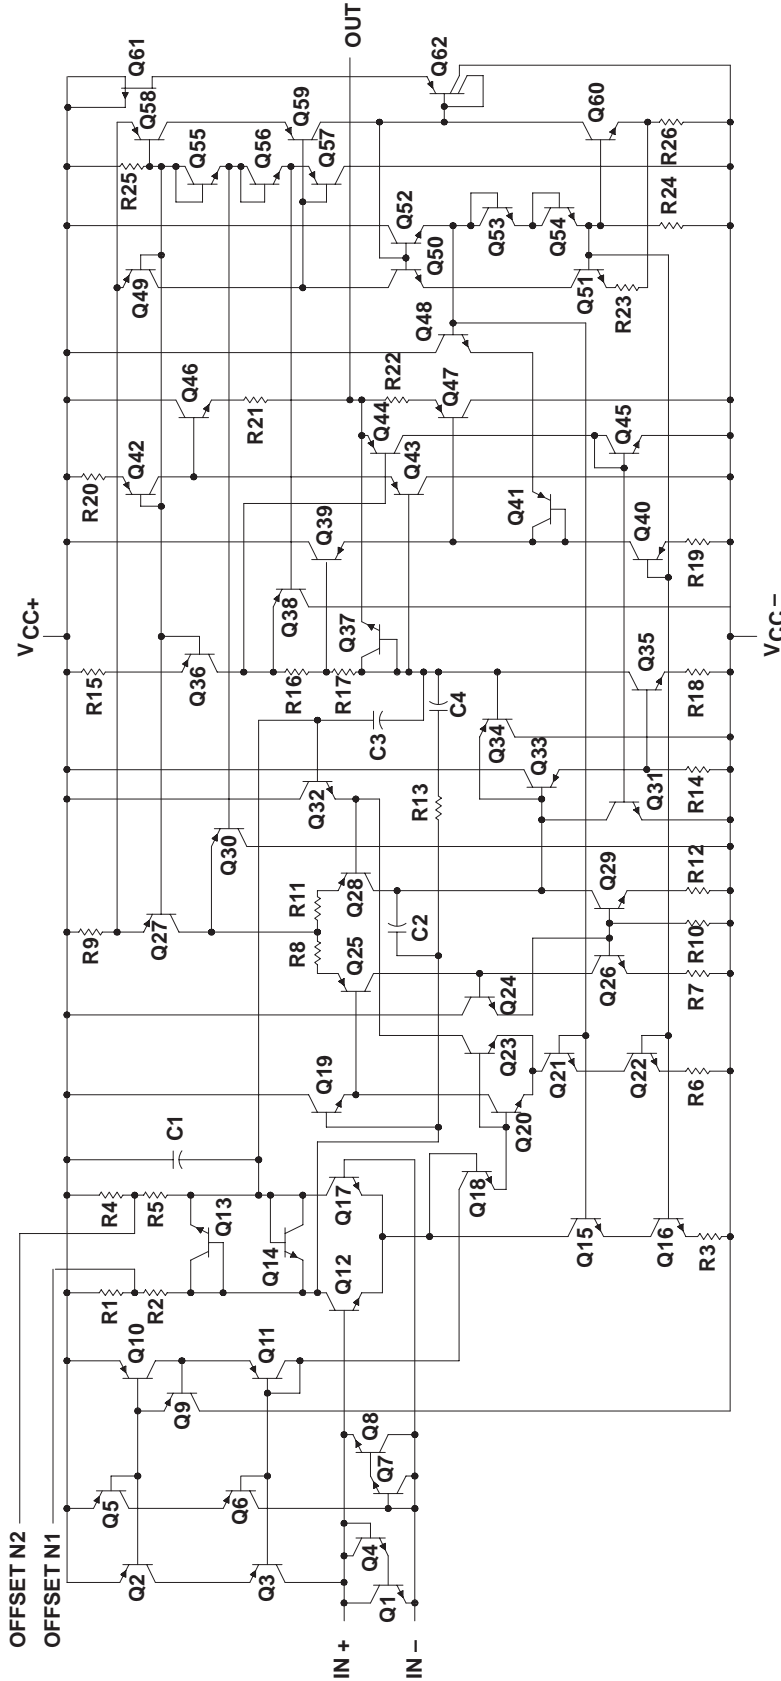 OFFSET N2
OFFSET N1
IN +
IN −
VCC+
VCC−
OUT
Q1
Q2
Q3
Q4
Q5
Q6
Q7
Q8
Q9
Q10
Q11
R1
R2
R4
R5
Q13
Q14
Q12
Q17
C1
Q18
Q15
Q16
R3
Q19
Q20
Q23
Q21
Q22
R6
R9
Q27
R8
R11
Q25
Q28
C2
Q24
Q26
Q29
R7
R10
R12
Q30
Q32
R13
C3
C4
Q34
Q33
Q31
R14
R15
Q36
R16
R17
Q38
Q37
Q35
R18
Q39
R20
Q42
Q46
R21
Q44
R22
Q43
Q47
Q41
Q45
Q40
R19
Q48
Q49
R25
Q58
Q61
Q55
Q56
Q59
Q57
Q52
Q50
Q62
Q53
Q54
Q51
R23
Q60
R24
R26